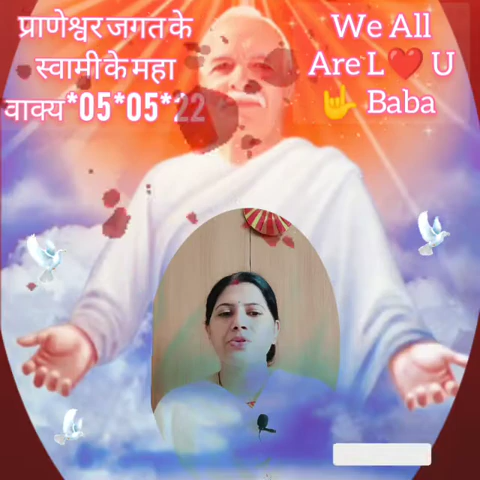 प्राणेश्वर जगत के
स्वामी के महा
वाक्य*05*05*22
We All
Are L❤️ U
🤟 Baba